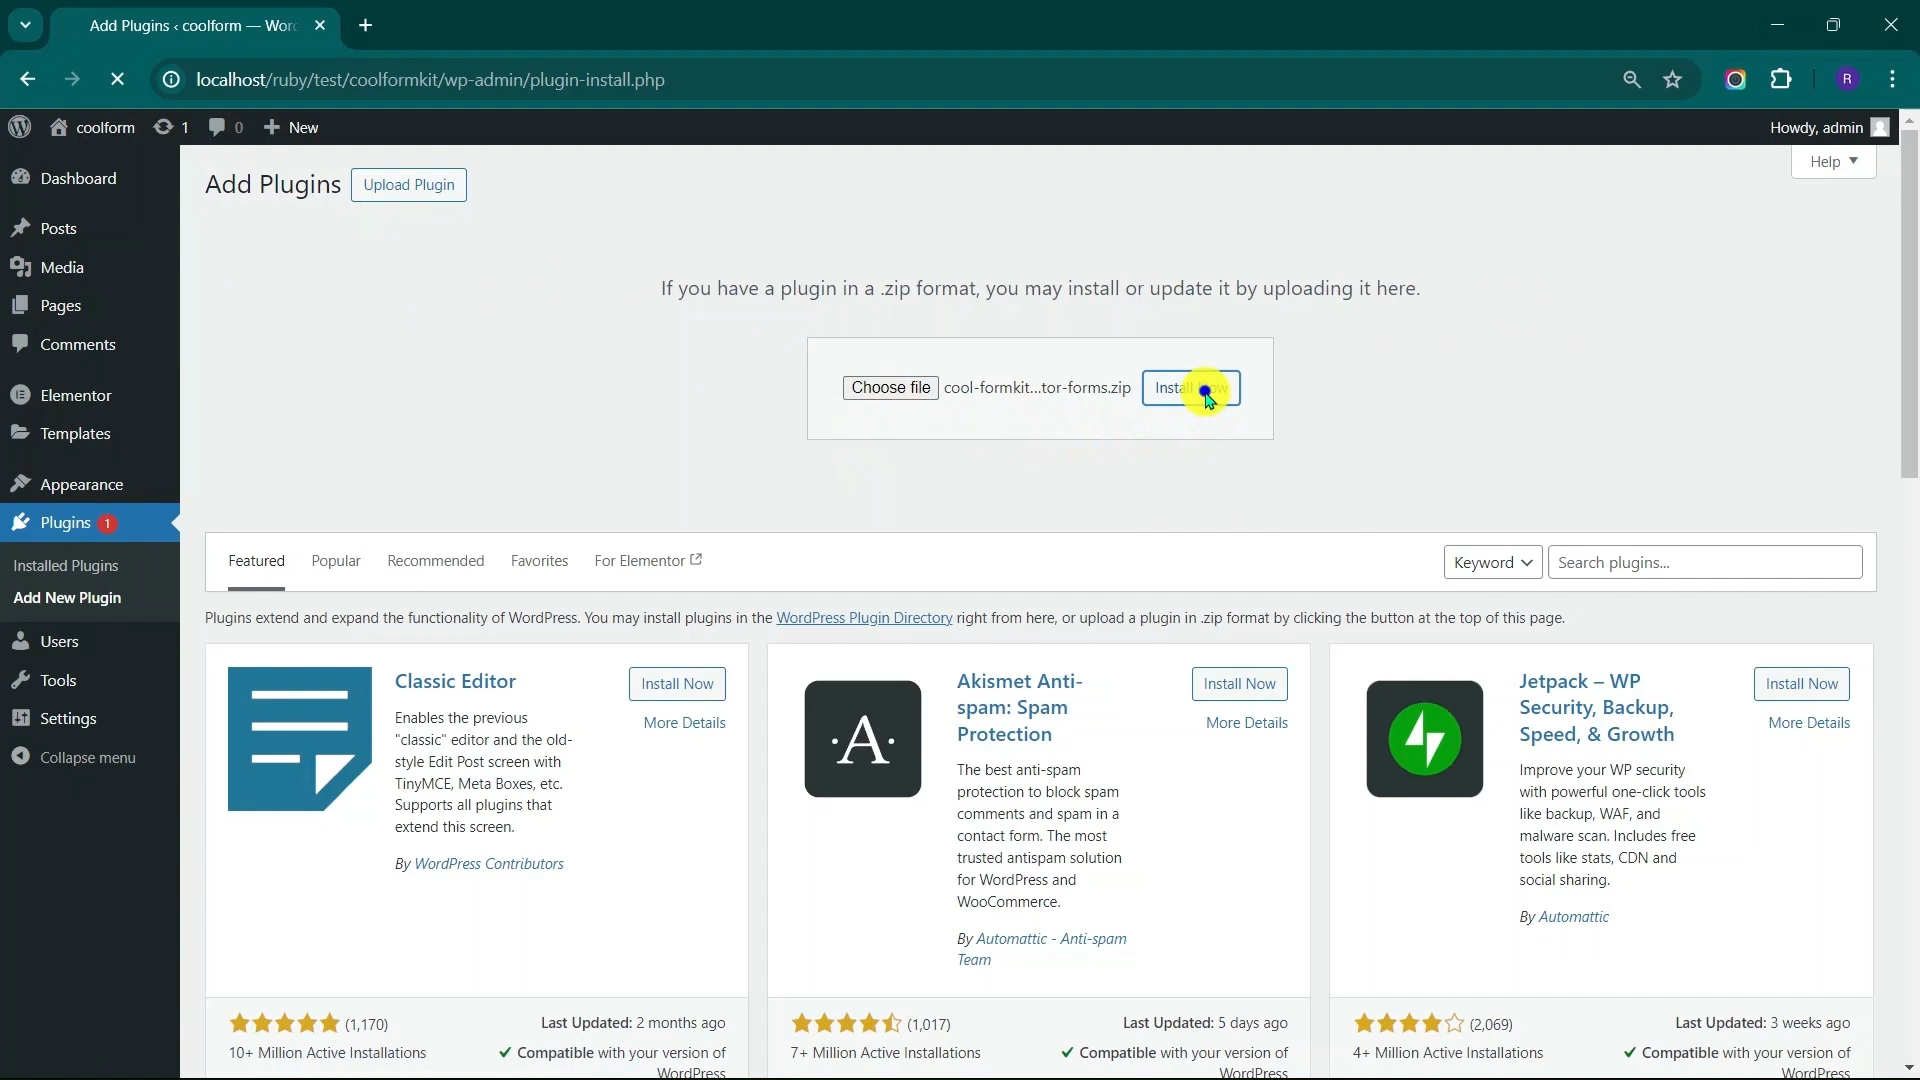 Add Plugins ‹ coolform — Wor
localhost/ruby/test/coolformkit/wp-admin/plugin-install.php
R
coolform
1
0
New
Howdy, admin
Help
Dashboard
Posts
Media
Pages
Comments
Elementor
Templates
Appearance
Plugins 1
Installed Plugins
Add New Plugin
Users
Tools
Settings
Collapse menu
Add Plugins
Upload Plugin
If you have a plugin in a .zip format, you may install or update it by uploading it here.
Choose file cool-formkit...tor-forms.zip
Featured Popular Recommended Favorites For Elementor
Keyword Search plugins...
Plugins extend and expand the functionality of WordPress. You may install plugins in the WordPress Plugin Directory right from here, or upload a plugin in .zip format by clicking the button at the top of this page.
Classic Editor
Install Now
More Details
Enables the previous
"classic" editor and the old-
style Edit Post screen with
TinyMCE, Meta Boxes, etc.
Supports all plugins that
extend this screen.
By WordPress Contributors
(1,170)
10+ Million Active Installations
Last Updated: 2 months ago
Compatible with your version of
WordPress
·A·
Akismet Anti-
spam: Spam
Protection
Install Now
More Details
The best anti-spam
protection to block spam
comments and spam in a
contact form. The most
trusted antispam solution
for WordPress and
WooCommerce.
By Automattic - Anti-spam
Team
(1,017)
7+ Million Active Installations
Last Updated: 5 days ago
Compatible with your version of
WordPress
Jetpack – WP
Security, Backup,
Speed, & Growth
Install Now
More Details
Improve your WP security
with powerful one-click tools
like backup, WAF, and
malware scan. Includes free
tools like stats, CDN and
social sharing.
By Automattic
(2,069)
4+ Million Active Installations
Last Updated: 3 weeks ago
Compatible with your version of
WordPress